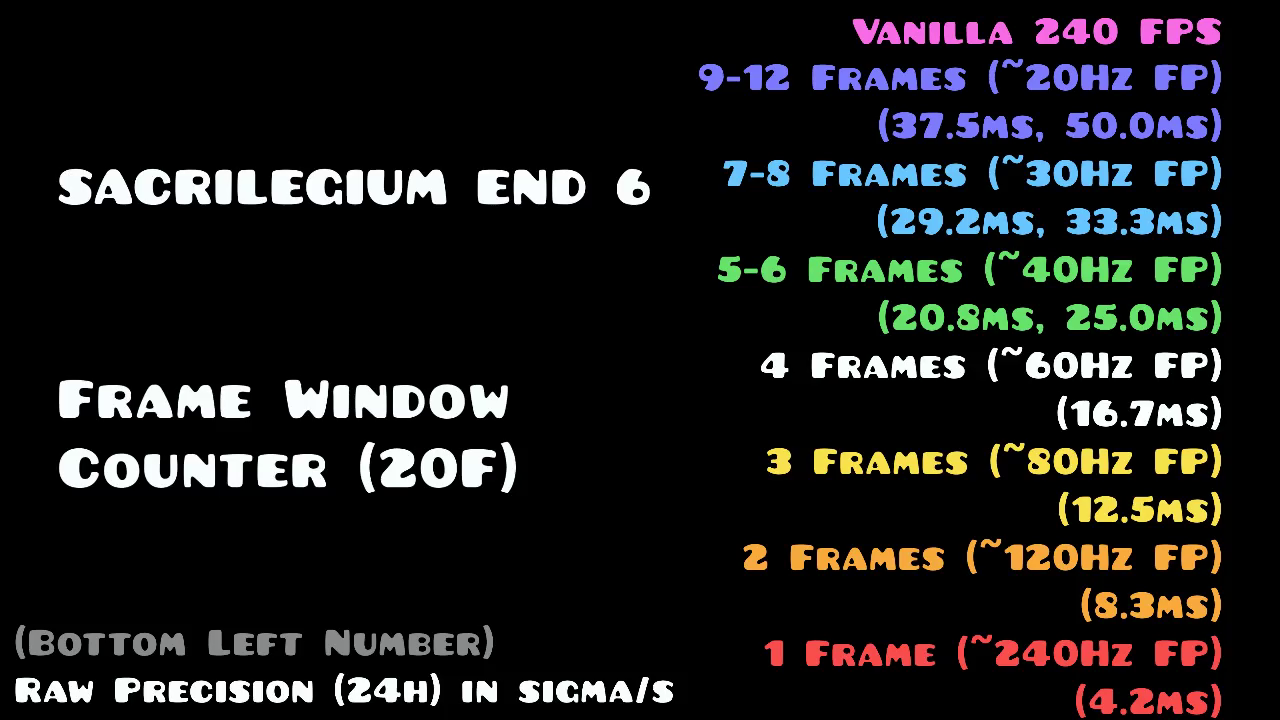 SACRILEGIUM END 6
Frame Window
Counter (20F)
(Bottom Left Number)
Raw Precision (24h) in sigma/s
Vanilla 240 FPS
9-12 Frames (~20Hz FP)
(37.5ms, 50.0ms)
7-8 Frames (~30Hz FP)
(29.2ms, 33.3ms)
5-6 Frames (~40Hz FP)
(20.8ms, 25.0ms)
4 Frames (~60Hz FP)
(16.7ms)
3 Frames (~80Hz FP)
(12.5ms)
2 Frames (~120Hz FP)
(8.3ms)
1 Frame (~240Hz FP)
(4.2ms)